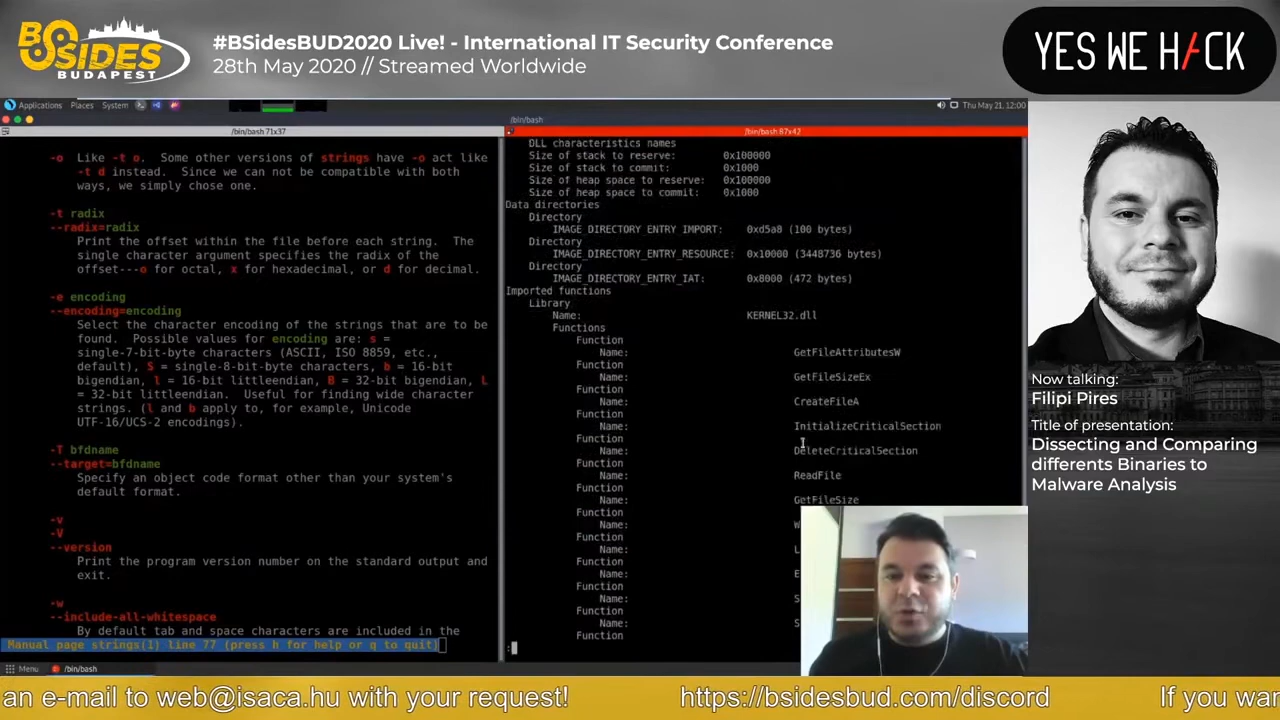 BSIDES
BUDAPEST
#BSidesBUD2020 Live! - International IT Security Conference
28th May 2020 // Streamed Worldwide
YES WE H/CK
Applications Places System
Thu May 21, 12:00
/bin/bash
/bin/bash 71x37
/bin/bash 87x42
-o Like -t o. Some other versions of strings have -o act like
-t d instead. Since we can not be compatible with both
ways, we simply chose one.
-t radix
--radix=radix
Print the offset within the file before each string. The
single character argument specifies the radix of the
offset---o for octal, x for hexadecimal, or d for decimal.
-e encoding
--encoding=encoding
Select the character encoding of the strings that are to be
found. Possible values for encoding are: s =
single-7-bit-byte characters (ASCII, ISO 8859, etc.,
default), S = single-8-bit-byte characters, b = 16-bit
bigendian, l = 16-bit littleendian, B = 32-bit bigendian, L
= 32-bit littleendian. Useful for finding wide character
strings. (l and b apply to, for example, Unicode
UTF-16/UCS-2 encodings).
-T bfdname
--target=bfdname
Specify an object code format other than your system's
default format.
-v
-V
--version
Print the program version number on the standard output and
exit.
-w
--include-all-whitespace
By default tab and space characters are included in the
Manual page strings(1) line 77 (press h for help or q to quit)
DLL characteristics names
Size of stack to reserve: 0x100000
Size of stack to commit: 0x1000
Size of heap space to reserve: 0x100000
Size of heap space to commit: 0x1000
Data directories
Directory
IMAGE_DIRECTORY_ENTRY_IMPORT: 0xd5a8 (100 bytes)
Directory
IMAGE_DIRECTORY_ENTRY_RESOURCE: 0x10000 (3448736 bytes)
Directory
IMAGE_DIRECTORY_ENTRY_IAT: 0x8000 (472 bytes)
Imported functions
Library
Name: KERNEL32.dll
Functions
Function
Name: GetFileAttributesW
Function
Name: GetFileSizeEx
Function
Name: CreateFileA
Function
Name: InitializeCriticalSection
Function
Name: DeleteCriticalSection
Function
Name: ReadFile
Function
Name: GetFileSize
Function
Name: W
Function
Name: L
Function
Name: E
Function
Name: S
Function
Name: S
Function
:
Now talking:
Filipi Pires
Title of presentation:
Dissecting and Comparing
differents Binaries to
Malware Analysis
Menu /bin/bash
an e-mail to web@isaca.hu with your request! https://bsidesbud.com/discord If you wan